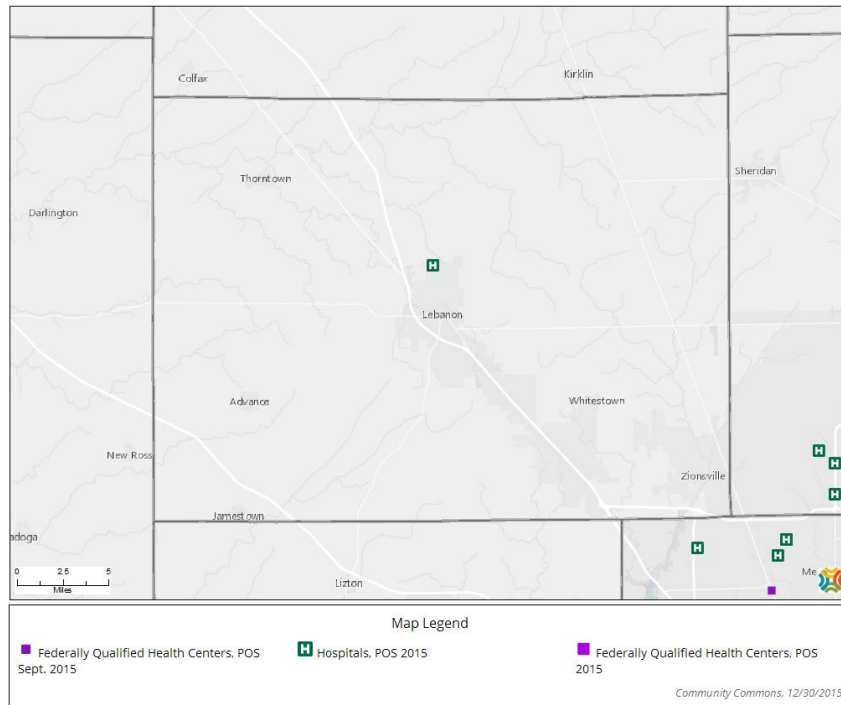 Colfax
Kirklin
Thorntown
Sheridan
Darlington
H
Lebanon
Advance
Whitestown
New Ross
H
H
Zionsville
H
Jamestown
adoga
H
H
H
Me
0 2.5 5
Miles
Lizton
Map Legend
Federally Qualified Health Centers, POS
Sept. 2015
H Hospitals, POS 2015
Federally Qualified Health Centers, POS
2015
Community Commons, 12/30/2015